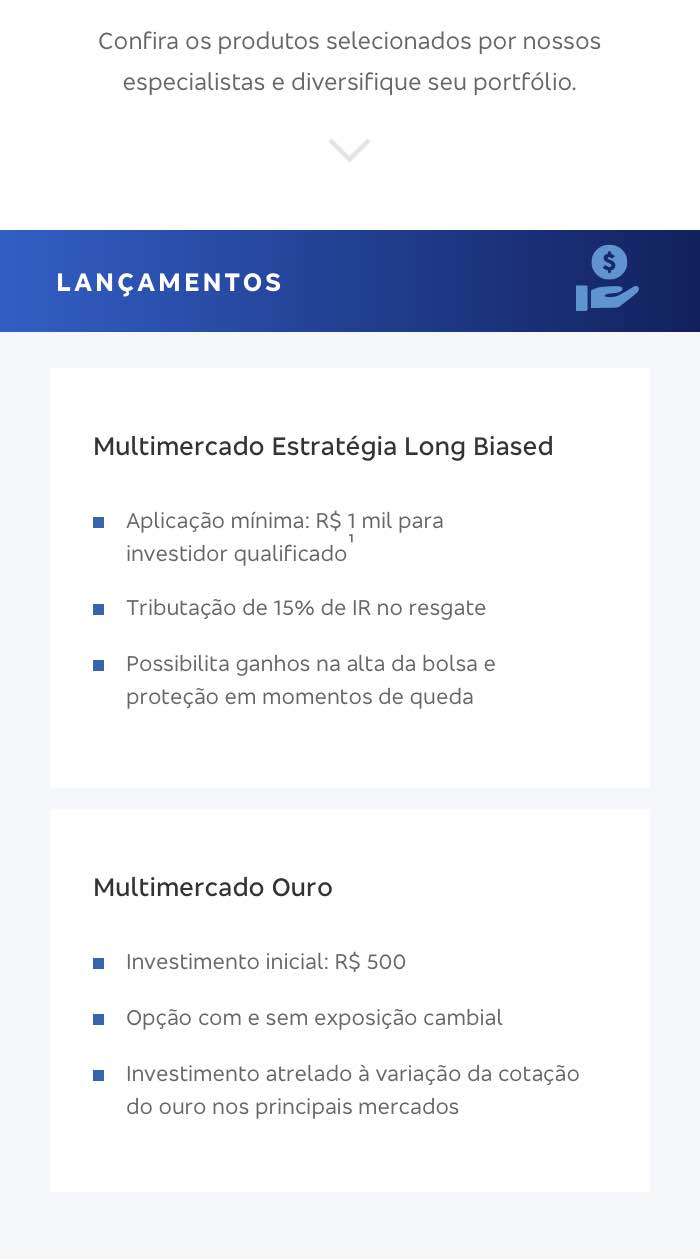 Confira os produtos selecionados por nossos
especialistas e diversifique seu portfólio.
LANÇAMENTOS
$
Multimercado Estratégia Long Biased
Aplicação mínima: R$ 1 mil para
investidor qualificado¹
Tributação de 15% de IR no resgate
Possibilita ganhos na alta da bolsa e
proteção em momentos de queda
Multimercado Ouro
Investimento inicial: R$ 500
Opção com e sem exposição cambial
Investimento atrelado à variação da cotação
do ouro nos principais mercados